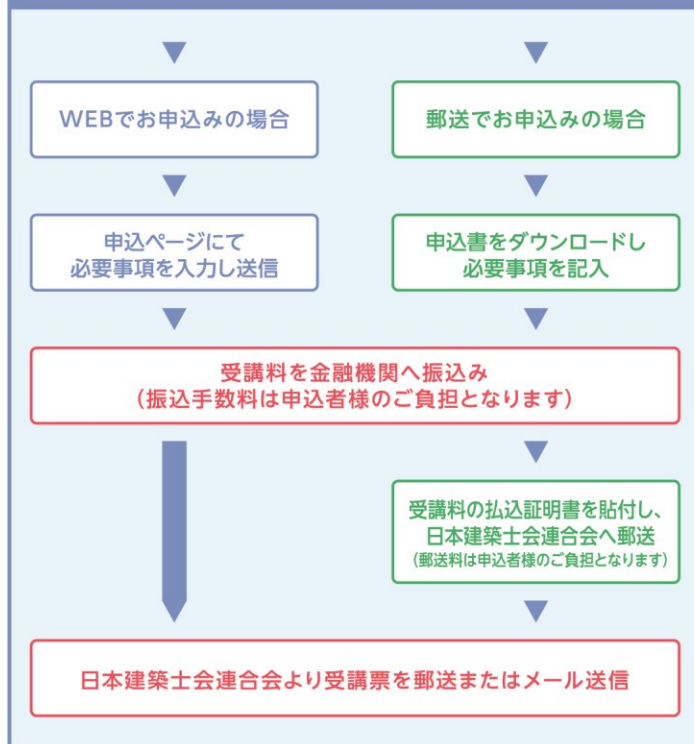 WEBでお申込みの場合
郵送でお申込みの場合
申込ページにて
必要事項を入力し送信
申込書をダウンロードし
必要事項を記入
受講料を金融機関へ振込み
（振込手数料は申込者様のご負担となります）
受講料の払込証明書を貼付し、
日本建築士会連合会へ郵送
（郵送料は申込者様のご負担となります）
日本建築士会連合会より受講票を郵送またはメール送信